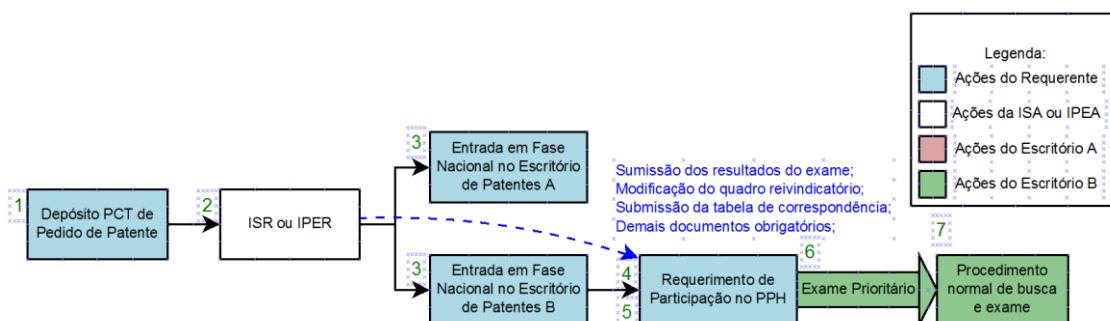 Legenda:
Ações do Requerente
Ações da ISA ou IPEA
Ações do Escritório A
Ações do Escritório B
1
Depósito PCT de
Pedido de Patente
2
ISR ou IPER
3
Entrada em Fase
Nacional no Escritório
de Patentes A
3
Entrada em Fase
Nacional no Escritório
de Patentes B
Sumissão dos resultados do exame;
Modificação do quadro reivindicatório;
Submissão da tabela de correspondência;
Demais documentos obrigatórios;
4
5
Requerimento de
Participação no PPH
6
Exame Prioritário
7
Procedimento
normal de busca
e exame